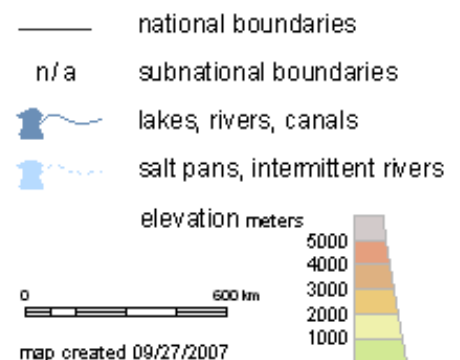 national boundaries
n/a subnational boundaries
lakes, rivers, canals
salt pans, intermittent rivers
elevation meters
5000
4000
3000
2000
1000
0 600 km
map created 09/27/2007